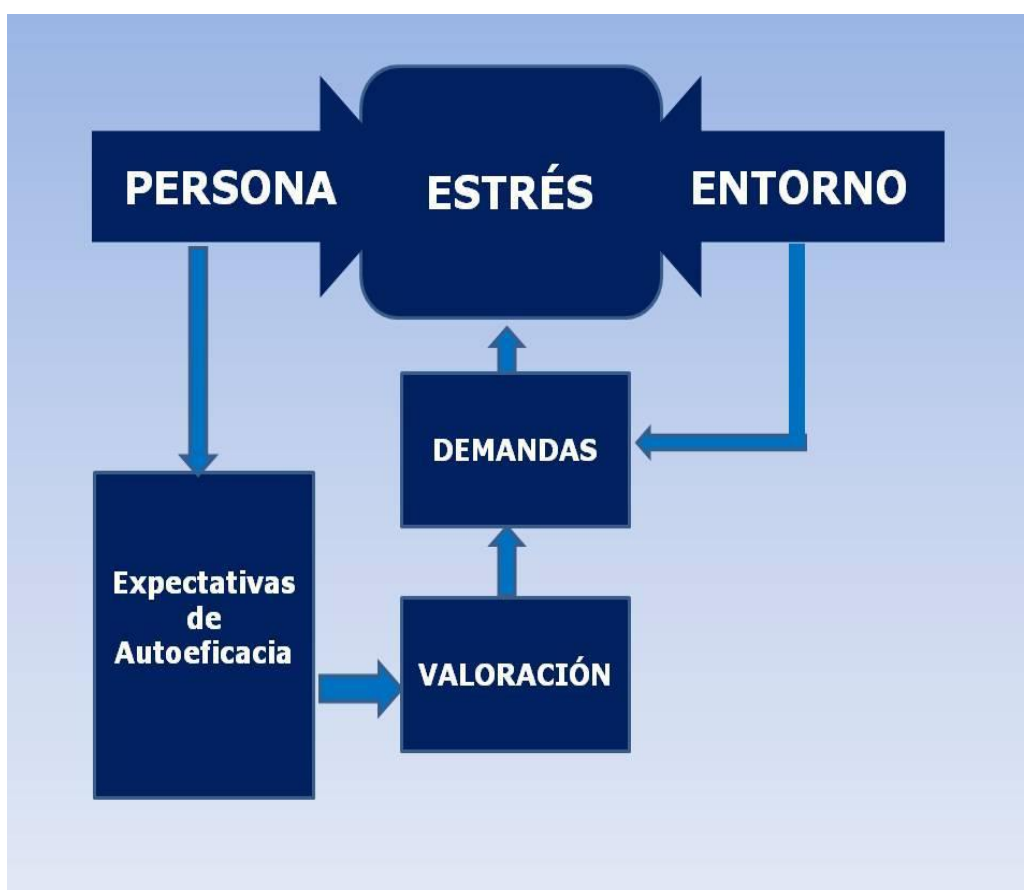 PERSONA
ESTRÉS
ENTORNO
DEMANDAS
Expectativas
de
Autoeficacia
VALORACIÓN